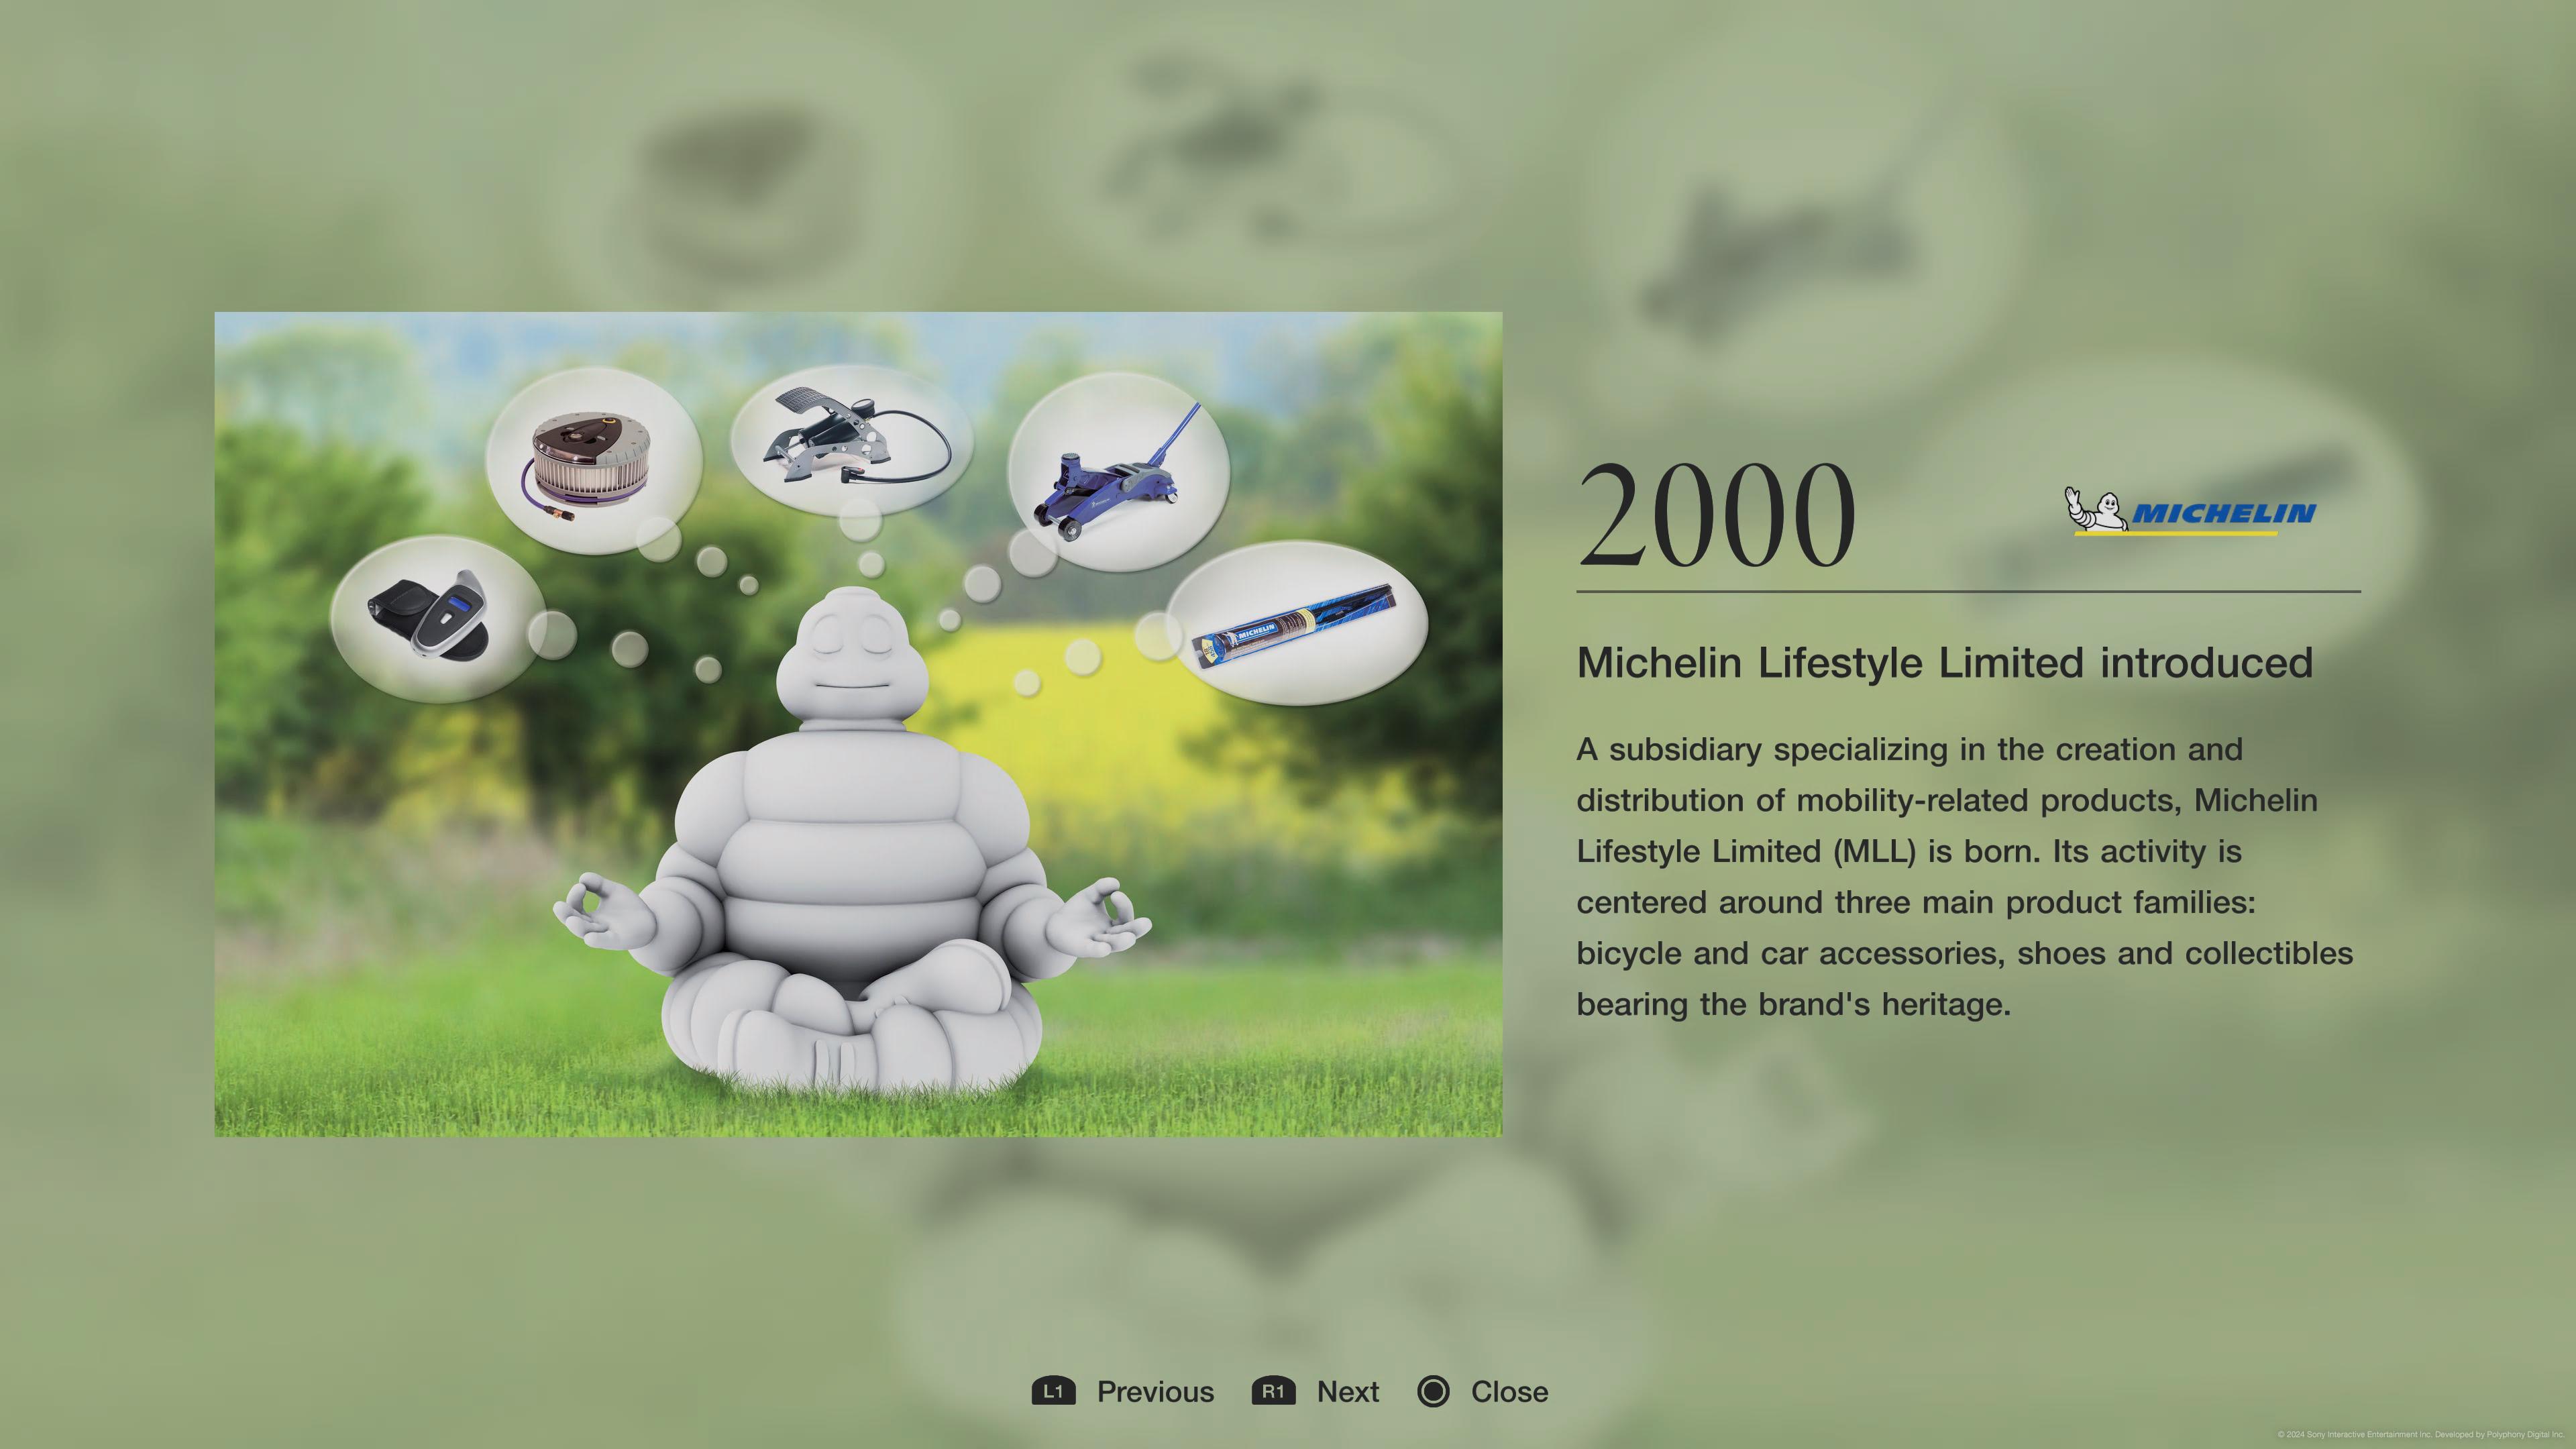 2000
MICHELIN
MICHELIN
Michelin Lifestyle Limited introduced
A subsidiary specializing in the creation and
distribution of mobility-related products, Michelin
Lifestyle Limited (MLL) is born. Its activity is
centered around three main product families:
bicycle and car accessories, shoes and collectibles
bearing the brand's heritage.
L1 Previous R1 Next Close
© 2024 Sony Interactive Entertainment Inc. Developed by Polyphony Digital Inc.